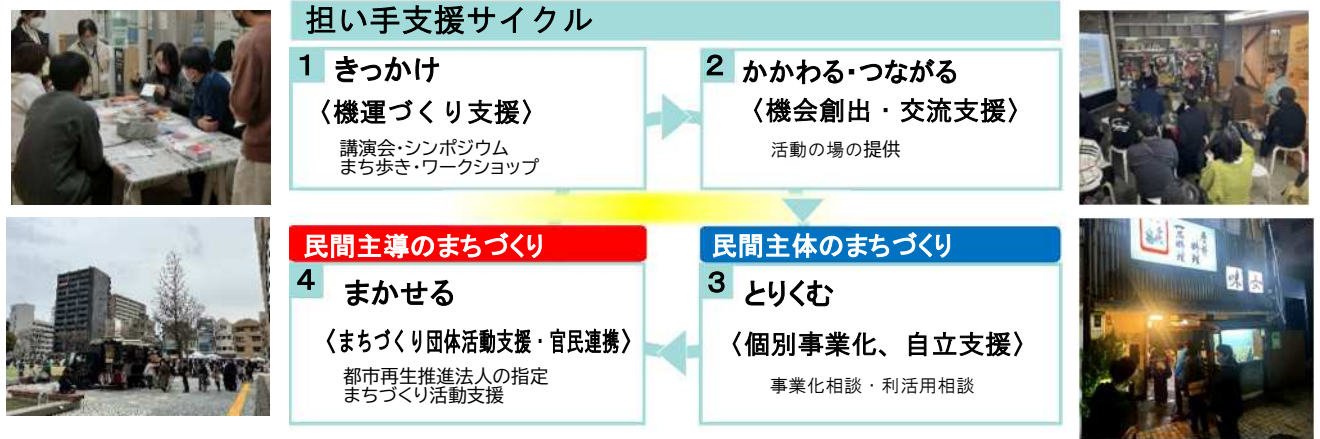 担い手支援サイクル
1 きっかけ
〈機運づくり支援〉
講演会・シンポジウム
まち歩き・ワークショップ
2 かかわる・つながる
〈機会創出・交流支援〉
活動の場の提供
民間主導のまちづくり
4 まかせる
〈まちづくり団体活動支援・官民連携〉
都市再生推進法人の指定
まちづくり活動支援
民間主体のまちづくり
3 とりくむ
〈個別事業化、自立支援〉
事業化相談・利活用相談